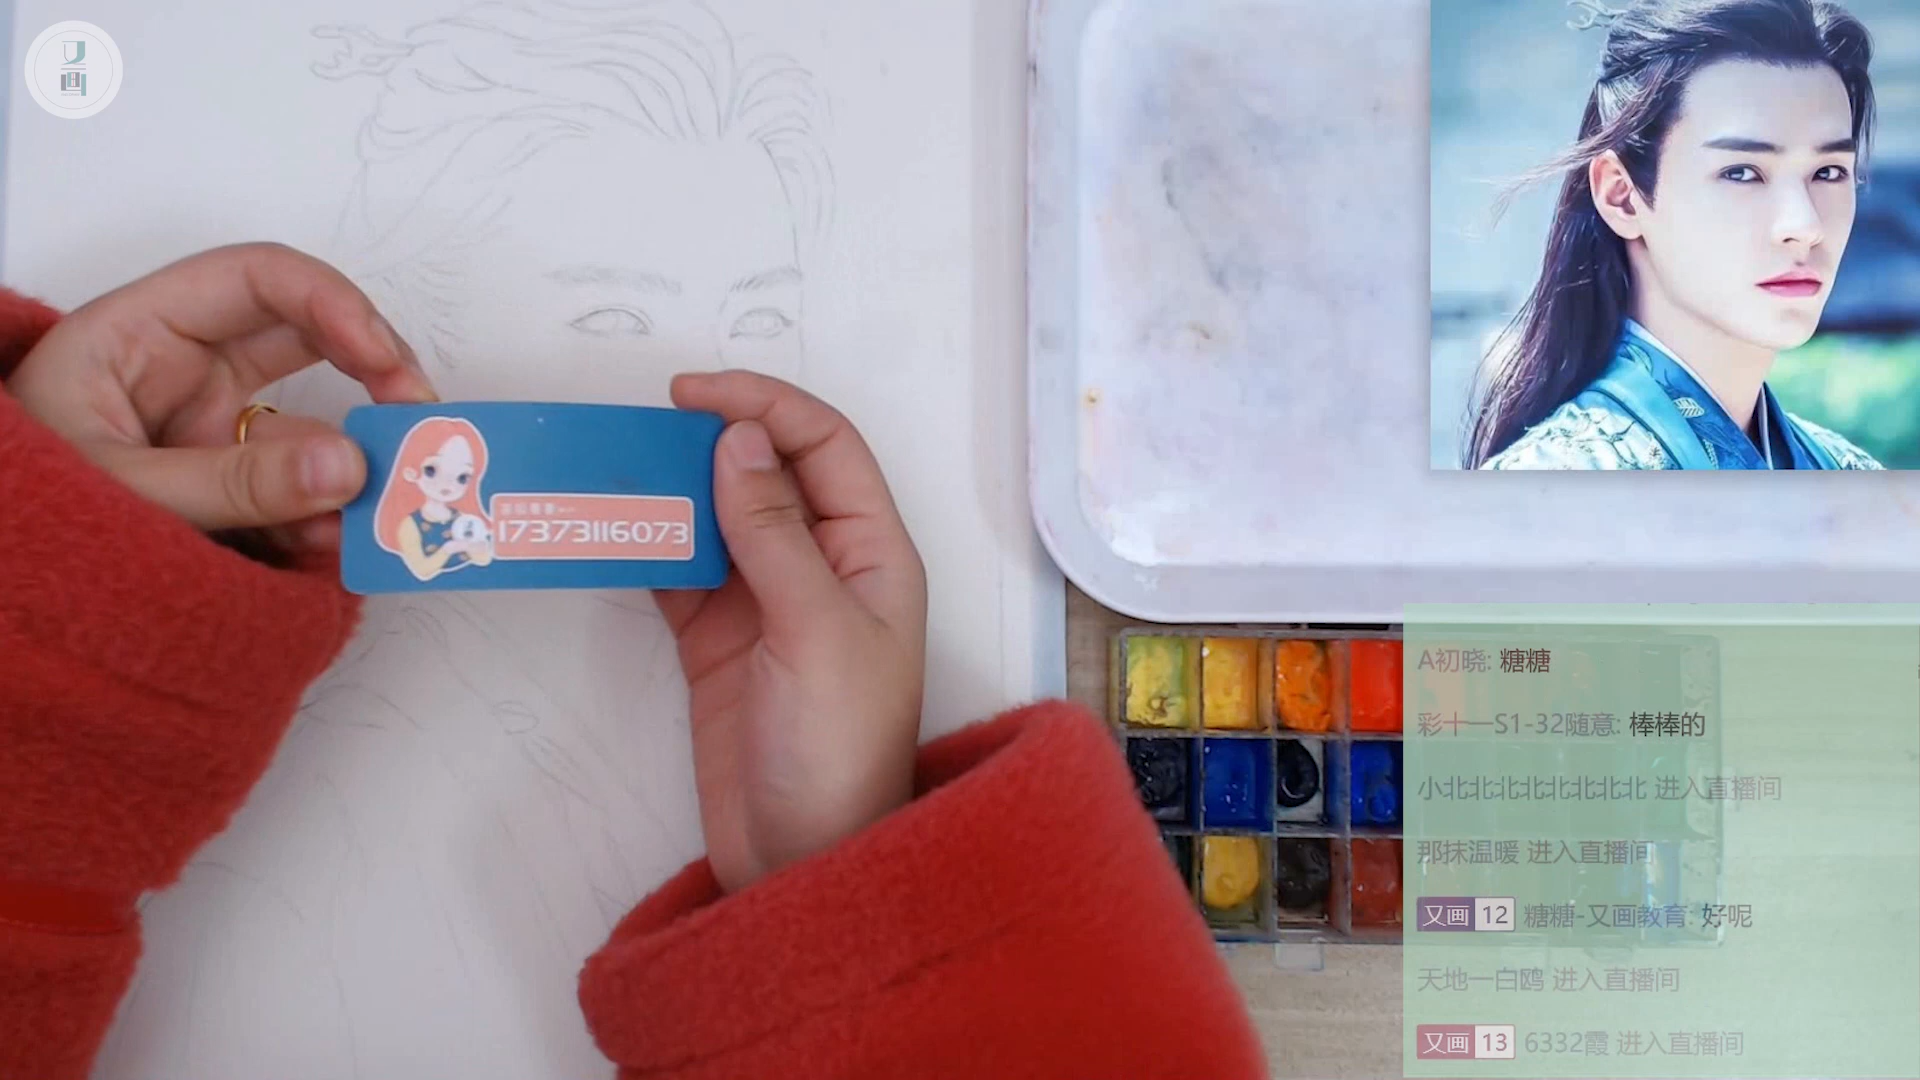 又画
17373116073
A初晓: 糖糖
彩十一S1-32随意: 棒棒的
小北北北北北北北北 进入直播间
那抹温暖 进入直播间
又画 12 糖糖-又画教育: 好呢
天地一白鸥 进入直播间
又画 13 6332霞 进入直播间